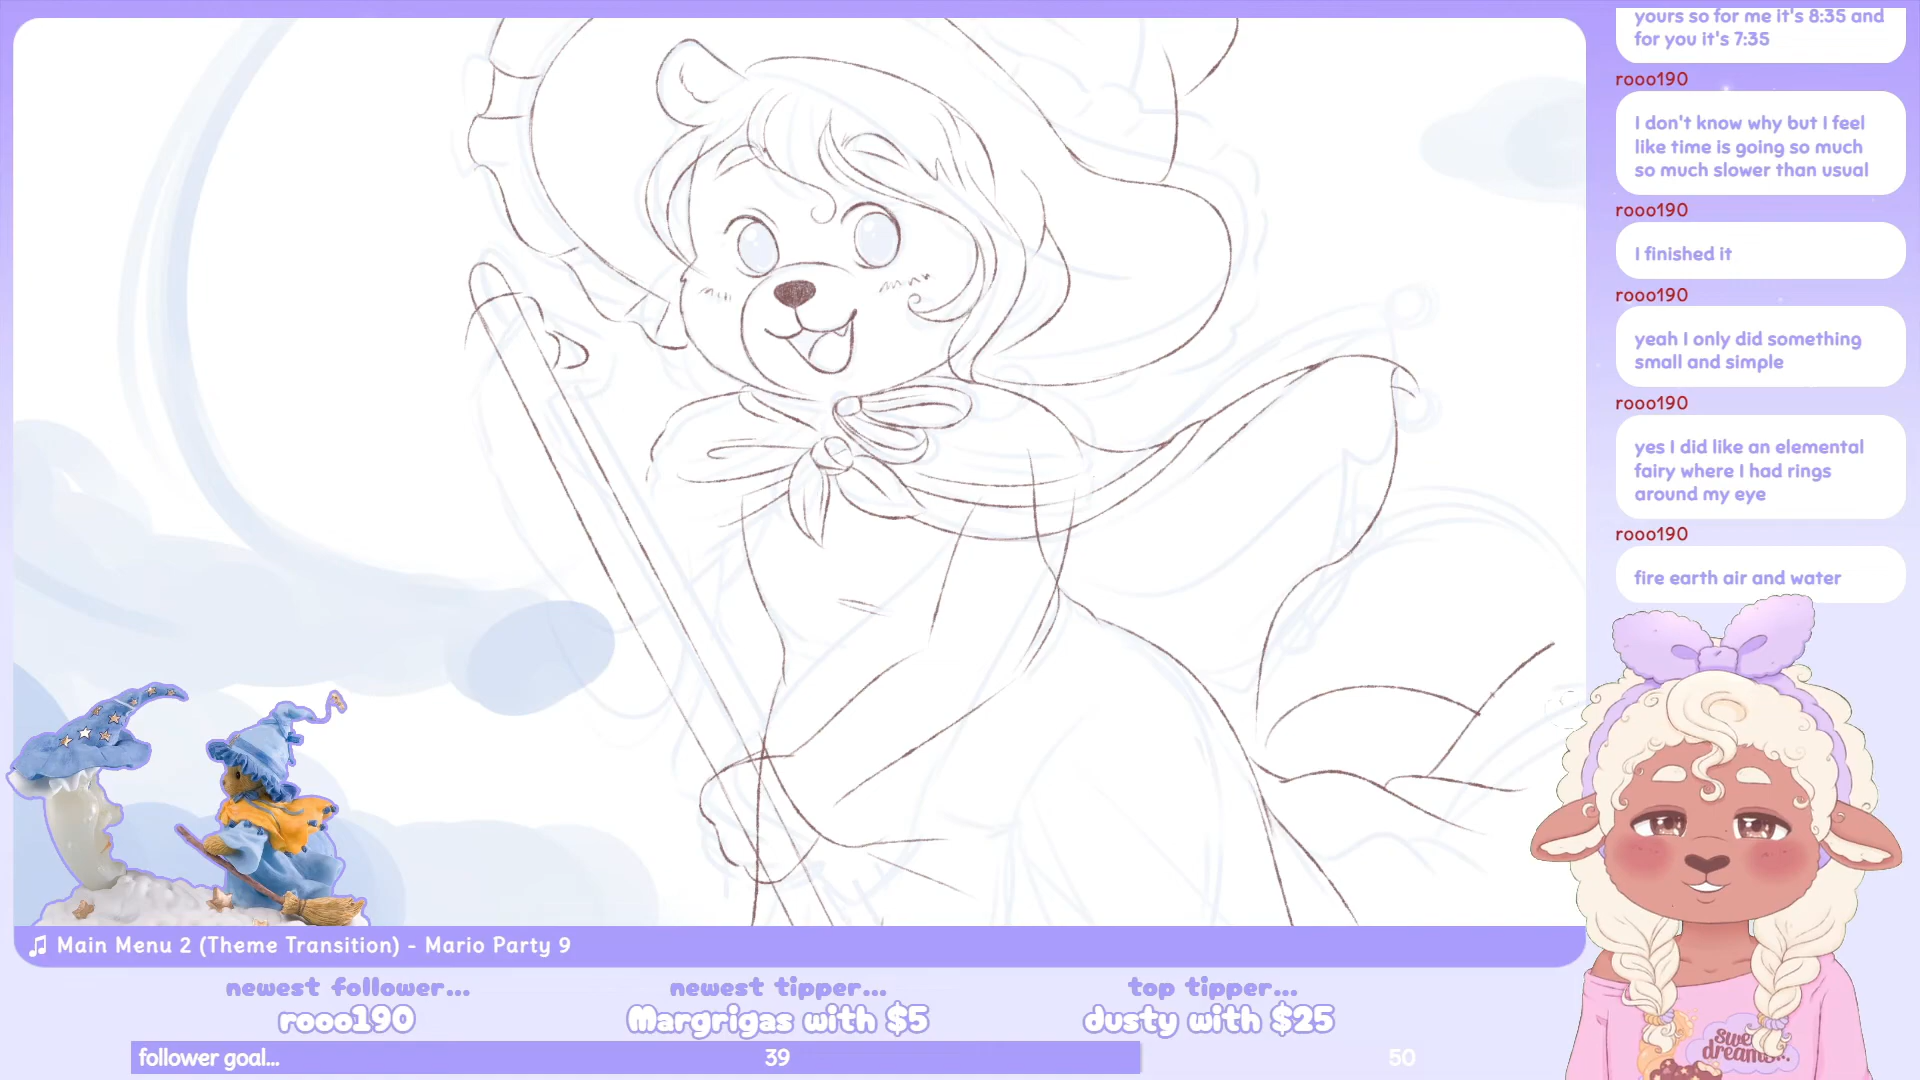 yours so for me it's 8:35 and
for you it's 7:35
rooo190
I don't know why but I feel
like time is going so much
so much slower than usual
rooo190
I finished it
rooo190
yeah I only did something
small and simple
rooo190
yes I did like an elemental
fairy where I had rings
around my eye
rooo190
fire earth air and water
Main Menu 2 (Theme Transition) - Mario Party 9
newest follower...
rooo190
newest tipper...
Margrigas with $5
top tipper...
dusty with $25
follower goal...
39
50